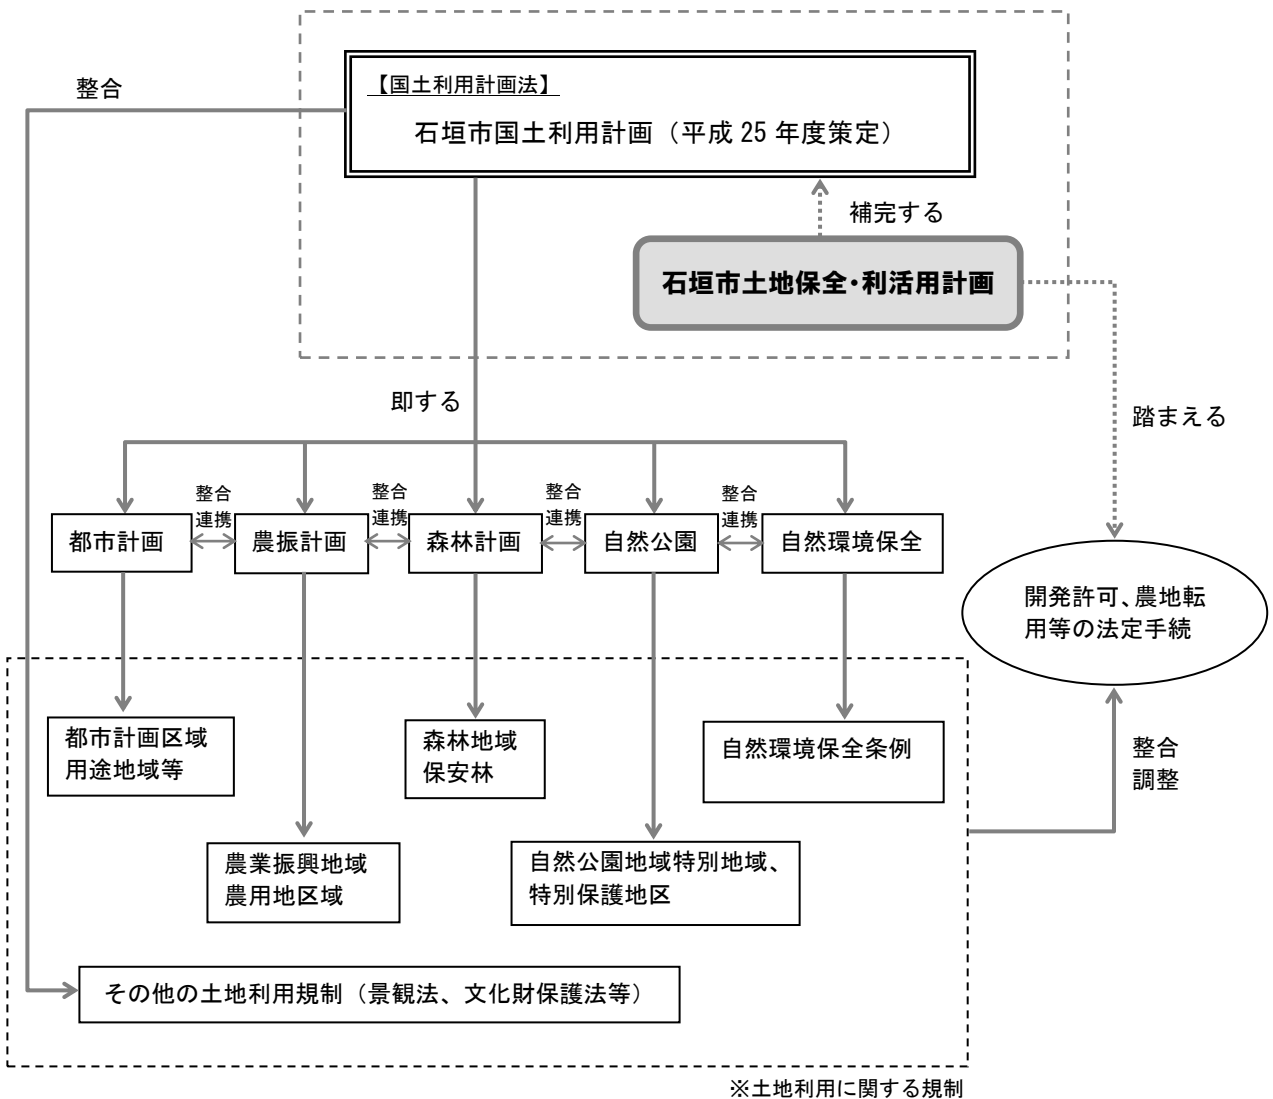 整合
【国土利用計画法】
石垣市国土利用計画（平成 25 年度策定）
補完する
石垣市土地保全・利活用計画
即する
踏まえる
整合
連携
整合
連携
整合
連携
整合
連携
都市計画
農振計画
森林計画
自然公園
自然環境保全
開発許可、農地転
用等の法定手続
都市計画区域
用途地域等
森林地域
保安林
自然環境保全条例
整合
調整
農業振興地域
農用地区域
自然公園地域特別地域、
特別保護地区
その他の土地利用規制（景観法、文化財保護法等）
※土地利用に関する規制